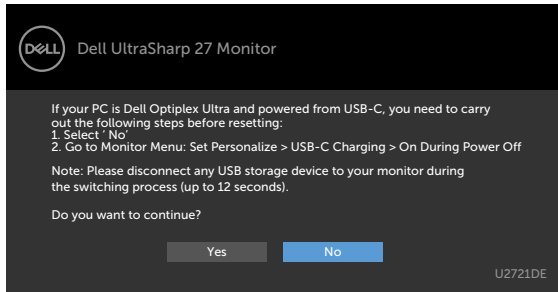 DELL
Dell UltraSharp 27 Monitor
If your PC is Dell Optiplex Ultra and powered from USB-C, you need to carry
out the following steps before resetting:
1. Select ‘ No’
2. Go to Monitor Menu: Set Personalize > USB-C Charging > On During Power Off
Note: Please disconnect any USB storage device to your monitor during
the switching process (up to 12 seconds).
Do you want to continue?
Yes No
U2721DE